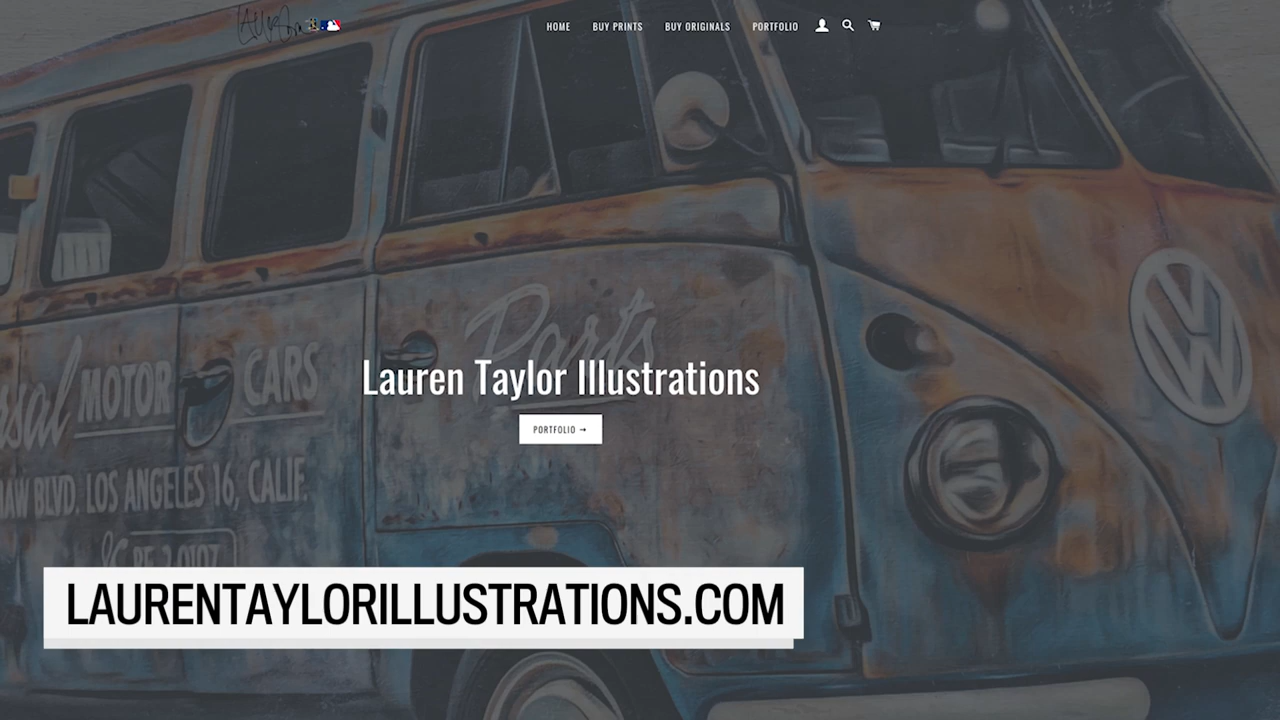 HOME BUY PRINTS BUY ORIGINALS PORTFOLIO
Parts
MOTOR CARS
BLVD. LOS ANGELES 16, CALIF.
Lauren Taylor Illustrations
PORTFOLIO →
LAURENTAYLORILLUSTRATIONS.COM